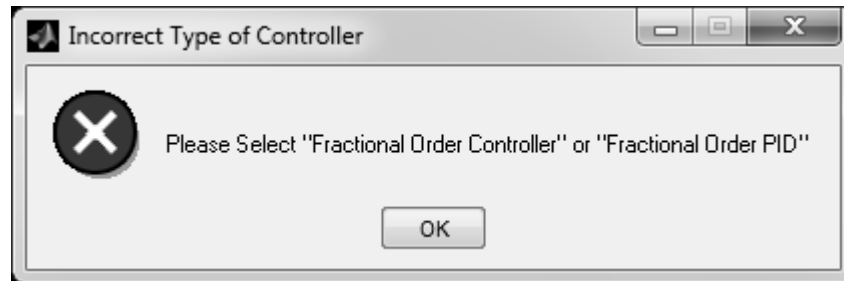 Incorrect Type of Controller
Please Select "Fractional Order Controller" or "Fractional Order PID"
OK